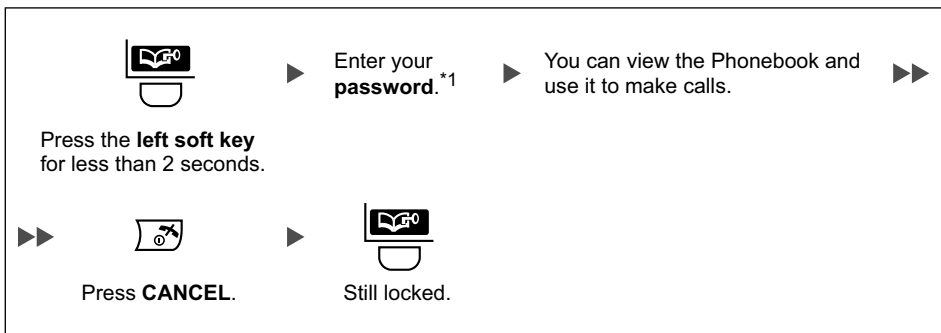 Enter your
password.*1
You can view the Phonebook and
use it to make calls.
Press the left soft key
for less than 2 seconds.
Press CANCEL.
Still locked.